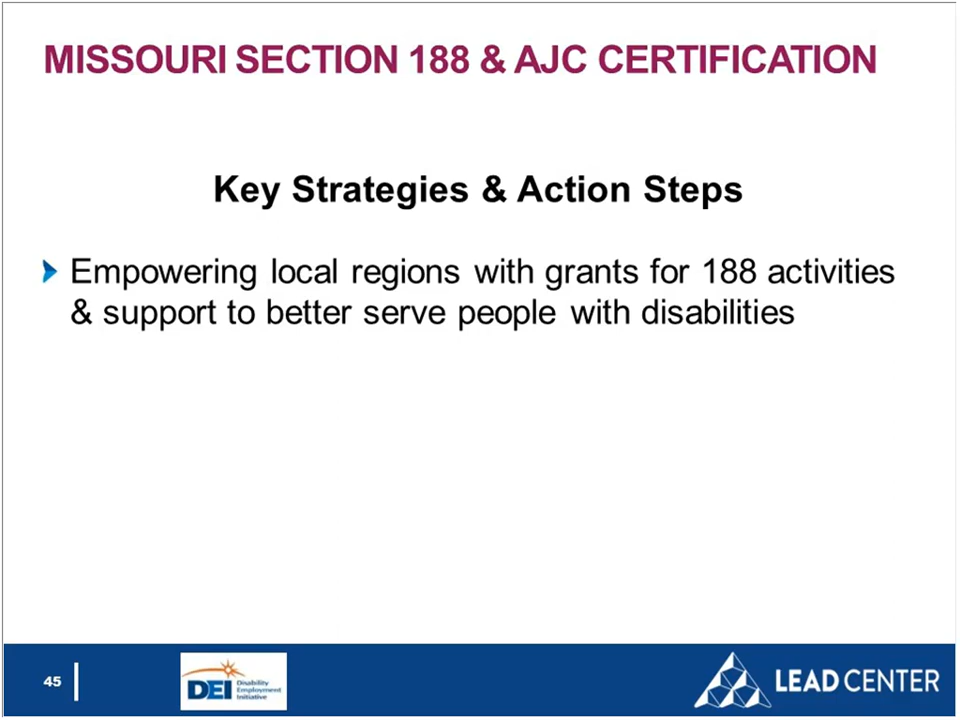 MISSOURI SECTION 188 & AJC CERTIFICATION
Key Strategies & Action Steps
Empowering local regions with grants for 188 activities
& support to better serve people with disabilities
45
DEI
Disability
Employment
Initiative
LEAD CENTER